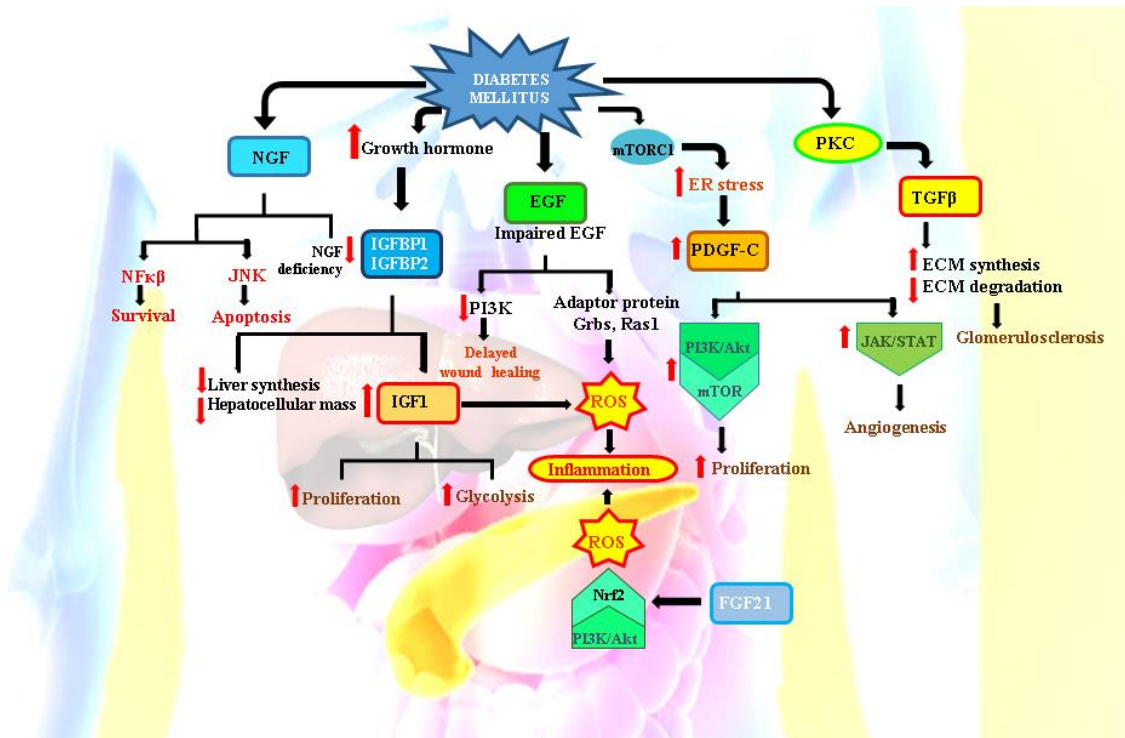 DIABETES
MELLITUS
NGF
Growth hormone
EGF
Impaired EGF
mTORC1
ER stress
PDGF-C
PKC
TGFβ
ECM synthesis
ECM degradation
Glomerulosclerosis
NFκβ
Survival
JNK
Apoptosis
NGF
deficiency
IGFBP1
IGFBP2
PI3K
Delayed
wound healing
Adaptor protein
Grbs, Ras1
PI3K/Akt
mTOR
Proliferation
JAK/STAT
Angiogenesis
Liver synthesis
Hepatocellular mass
IGF1
ROS
Inflammation
Proliferation
Glycolysis
ROS
Nrf2
PI3K/Akt
FGF21